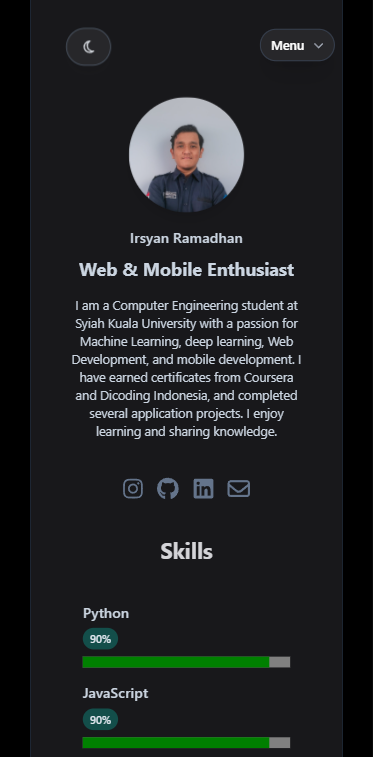 Menu
Irsyan Ramadhan
Web & Mobile Enthusiast
I am a Computer Engineering student at
Syiah Kuala University with a passion for
Machine Learning, deep learning, Web
Development, and mobile development. I
have earned certificates from Coursera
and Dicoding Indonesia, and completed
several application projects. I enjoy
learning and sharing knowledge.
in
Skills
Python
90%
JavaScript
90%